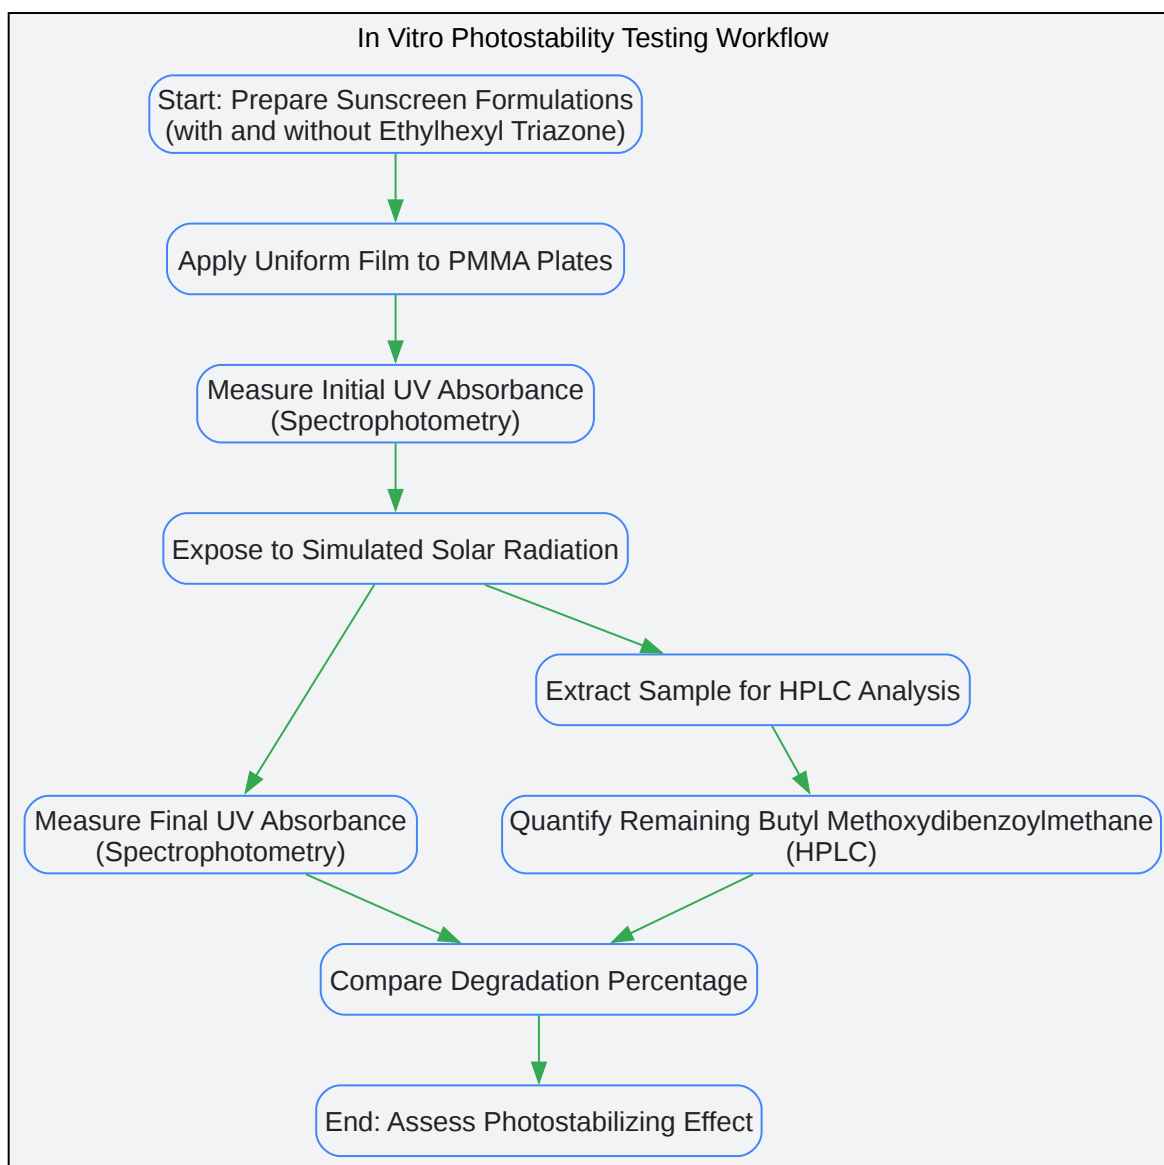 In Vitro Photostability Testing Workflow
Start: Prepare Sunscreen Formulations
(with and without Ethylhexyl Triazone)
Apply Uniform Film to PMMA Plates
Measure Initial UV Absorbance
(Spectrophotometry)
Expose to Simulated Solar Radiation
Extract Sample for HPLC Analysis
Measure Final UV Absorbance
(Spectrophotometry)
Quantify Remaining Butyl Methoxydibenzoylmethane
(HPLC)
Compare Degradation Percentage
End: Assess Photostabilizing Effect